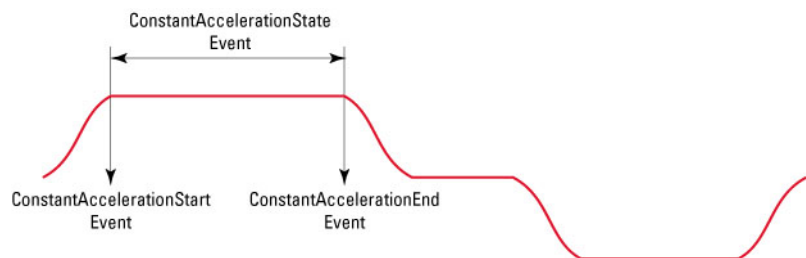 ConstantAccelerationState
Event
ConstantAccelerationStart
Event
ConstantAccelerationEnd
Event